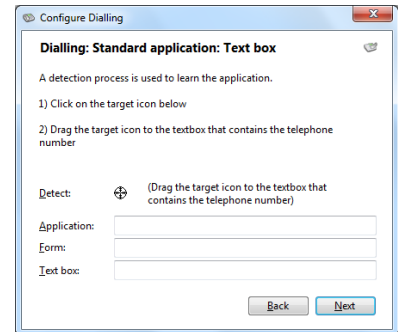 Configure Dialling
Dialling: Standard application: Text box
A detection process is used to learn the application.
1) Click on the target icon below
2) Drag the target icon to the textbox that contains the telephone
number
Detect:
(Drag the target icon to the textbox that
contains the telephone number)
Application:
Form:
Text box:
Back Next